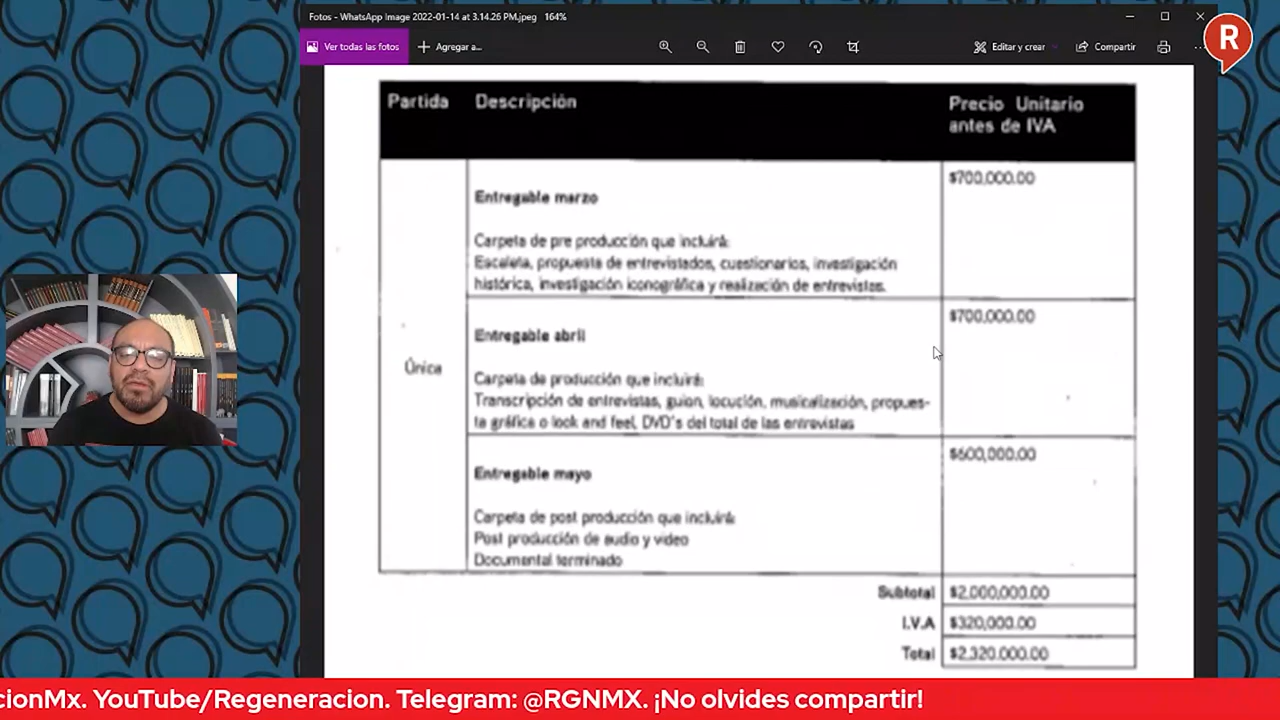 Fotos - WhatsApp Image 2022-01-14 at 3.14.26 PM.jpeg 164%
Ver todas las fotos
Agregar a...
Editar y crear
Compartir
R
Partida Descripción Precio Unitario
antes de IVA
Única
Entregable marzo
$700,000.00
Carpeta de pre producción que incluirá:
Escaleta, propuesta de entrevistados, cuestionarios, investigación
histórica, investigación iconográfica y realización de entrevistas.
Entregable abril
$700,000.00
Carpeta de producción que incluirá:
Transcripción de entrevistas, guion, locución, musicalización, propues-
ta gráfica o look and feel, DVD's del total de las entrevistas
Entregable mayo
$600,000.00
Carpeta de post producción que incluirá:
Post producción de audio y video
Documental terminado
Subtotal $2,000,000.00
I.V.A $320,000.00
Total $2,320.000.00
cionMx. YouTube/Regeneracion. Telegram: @RGNMX. ¡No olvides compartir!